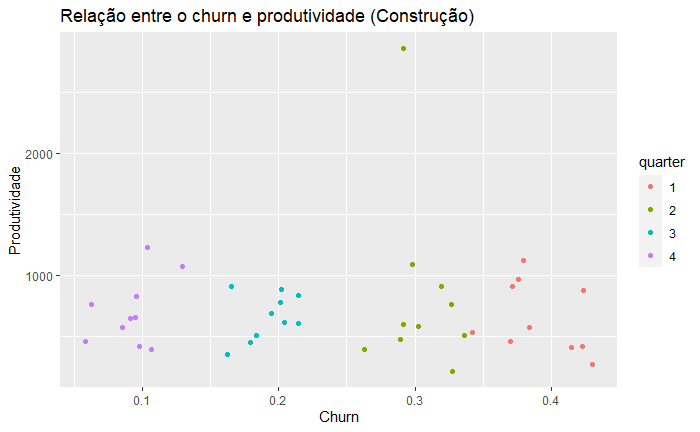 Relação entre o churn e produtividade (Construção)
Produtividade
2000
1000
0.1 0.2 0.3 0.4
Churn
quarter
1
2
3
4